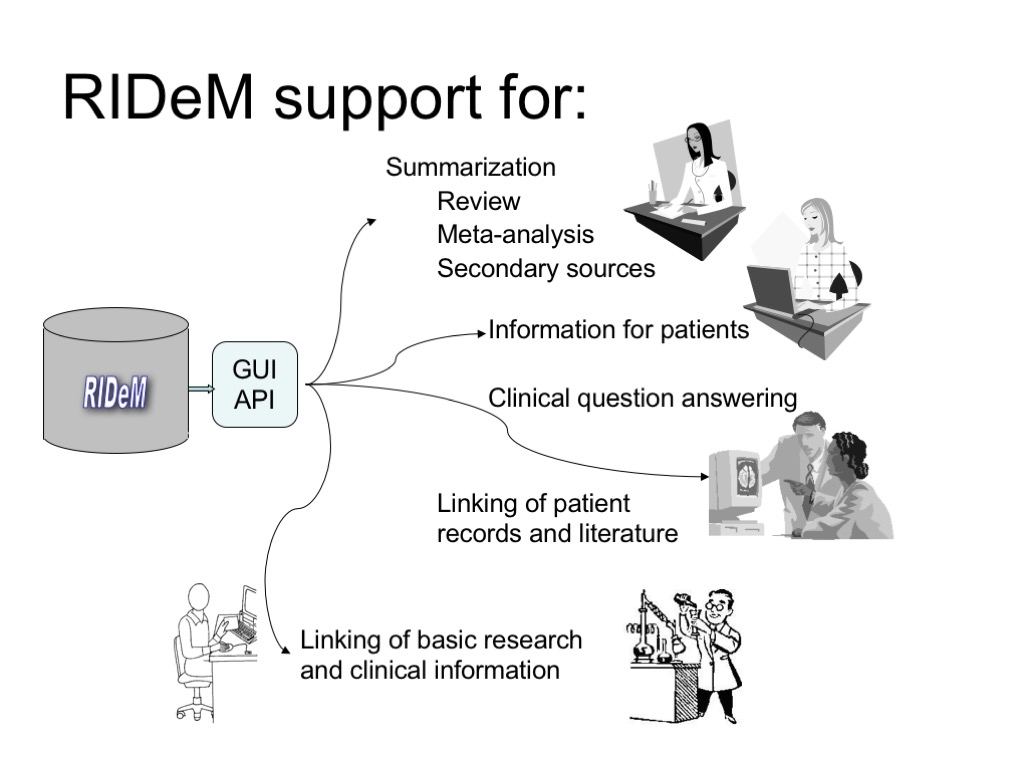 RIDeM support for:
Summarization
Review
Meta-analysis
Secondary sources
Information for patients
RIDeM
GUI
API
Clinical question answering
Linking of patient
records and literature
Linking of basic research
and clinical information